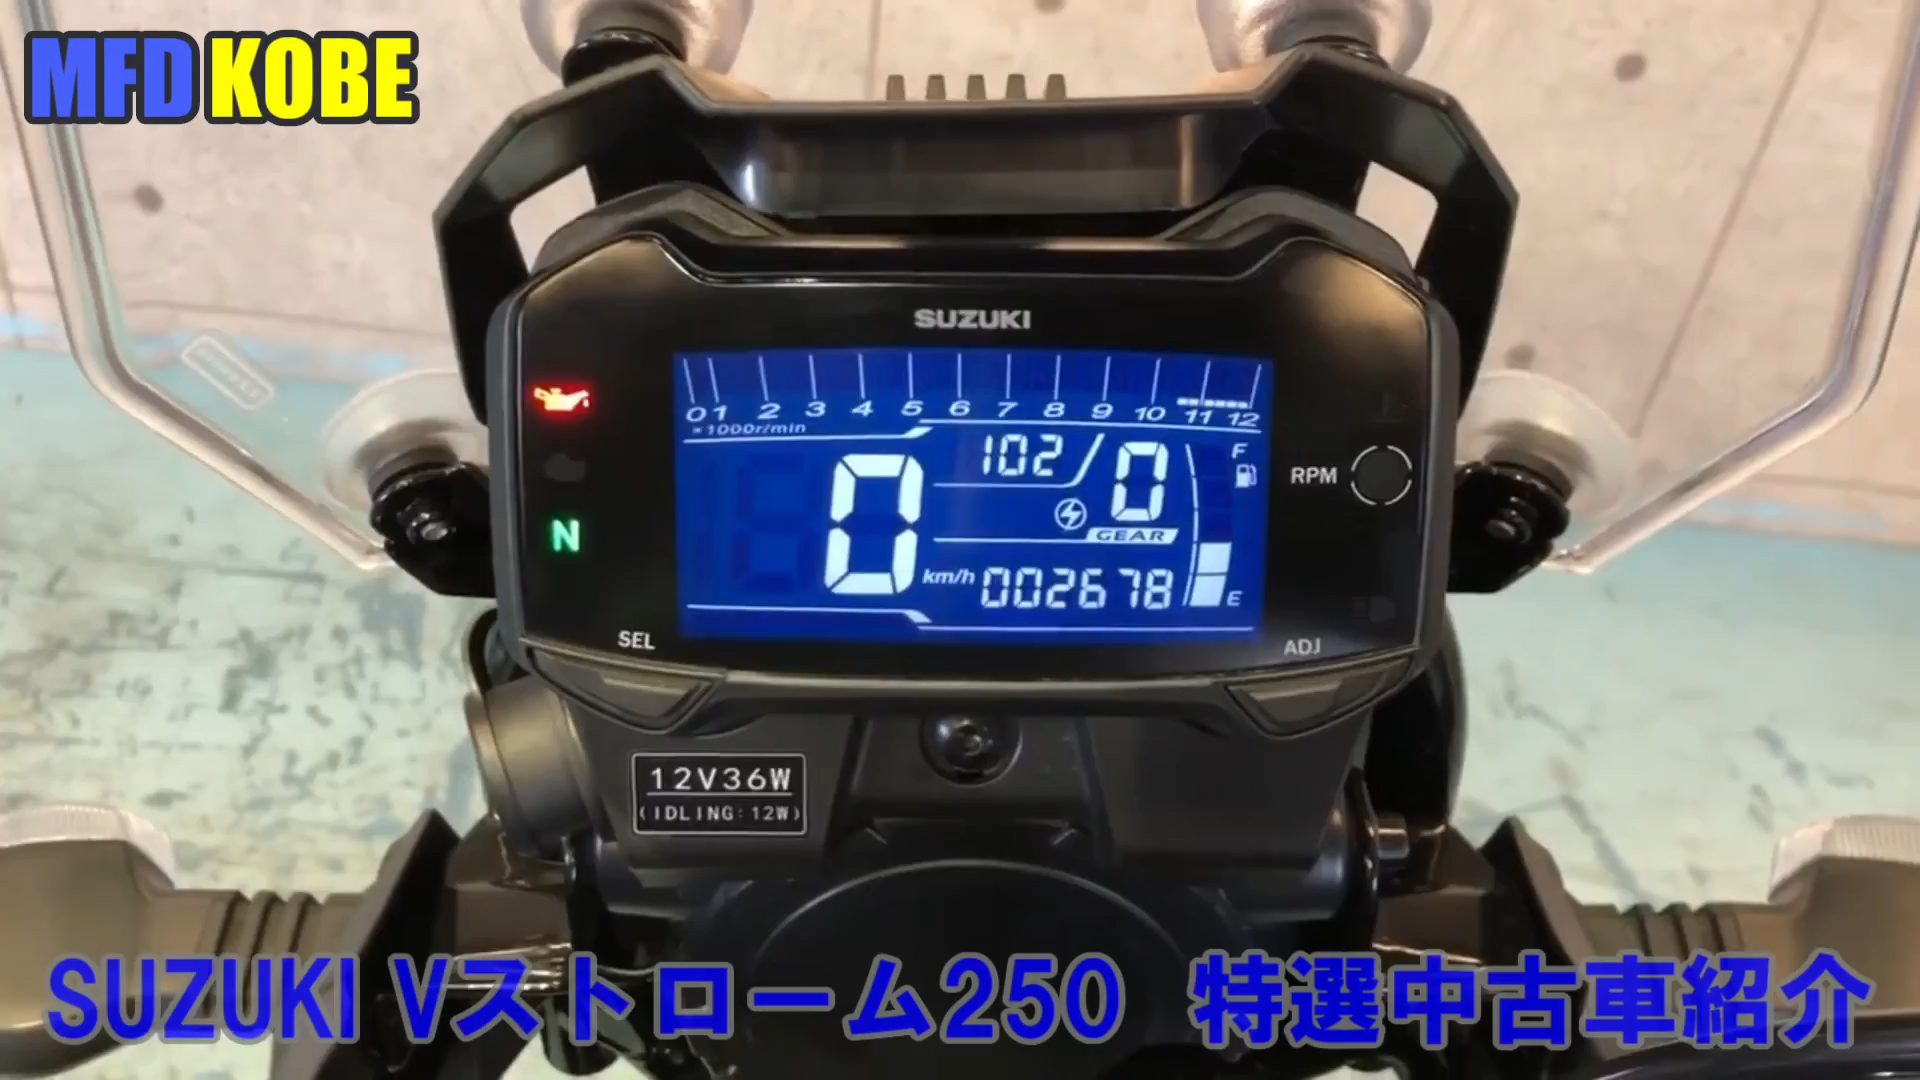 MFD KOBE
SUZUKI
0 1 2 3 4 5 6 7 8 9 10 11 12
×1000r/min
102 / 0
F
RPM
N
0
GEAR
km/h 002678
E
SEL
ADJ
12V36W
(IDLING:12W)
SUZUKI Vストローム250 特選中古車紹介